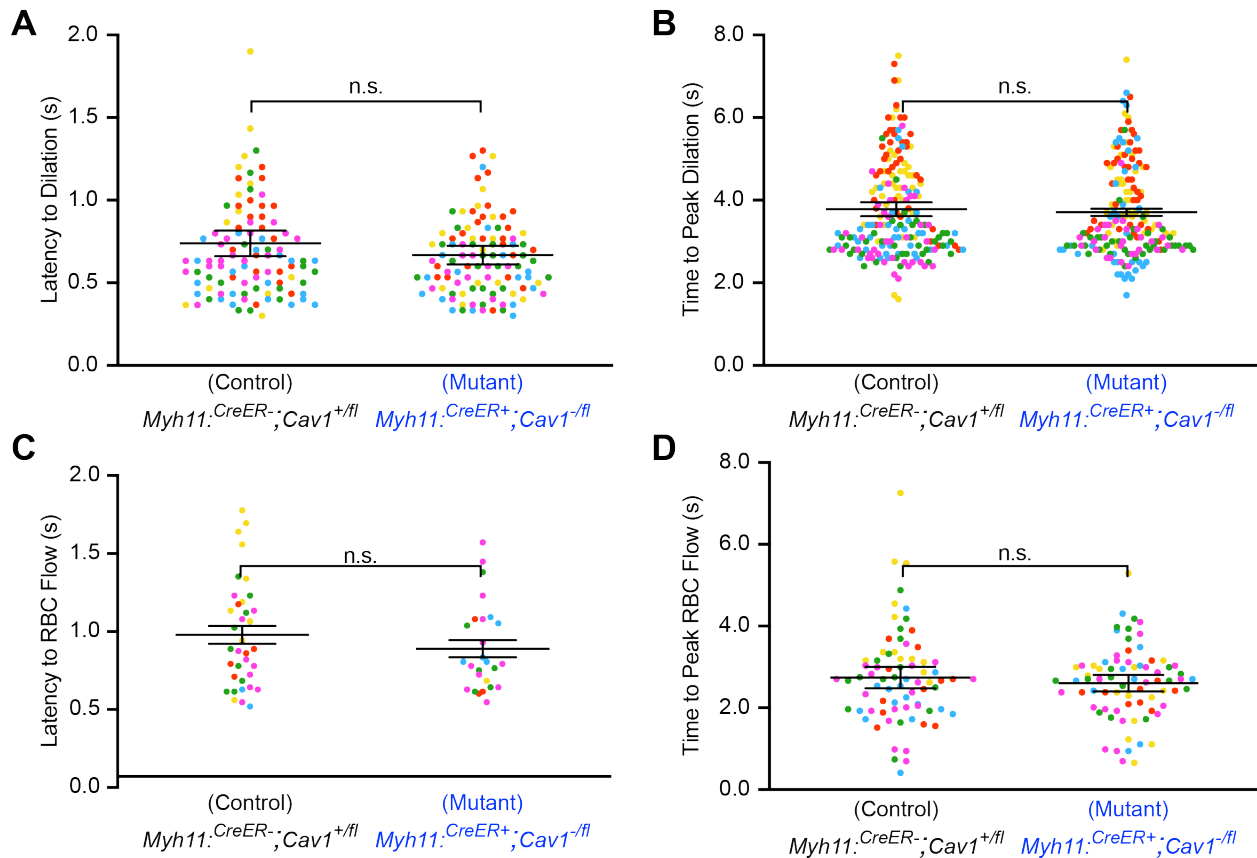 A
Latency to Dilation (s)
2.0
1.5
1.0
0.5
0.0
n.s.
(Control)
Myh11:CreER-;Cav1+/fl
(Mutant)
Myh11:CreER+;Cav1-/fl
B
Time to Peak Dilation (s)
8.0
6.0
4.0
2.0
0.0
n.s.
(Control)
Myh11:CreER-;Cav1+/fl
(Mutant)
Myh11:CreER+;Cav1-/fl
C
Latency to RBC Flow (s)
2.0
1.5
1.0
0.5
0.0
n.s.
(Control)
Myh11:CreER-;Cav1+/fl
(Mutant)
Myh11:CreER+;Cav1-/fl
D
Time to Peak RBC Flow (s)
8.0
6.0
4.0
2.0
0.0
n.s.
(Control)
Myh11:CreER-;Cav1+/fl
(Mutant)
Myh11:CreER+;Cav1-/fl